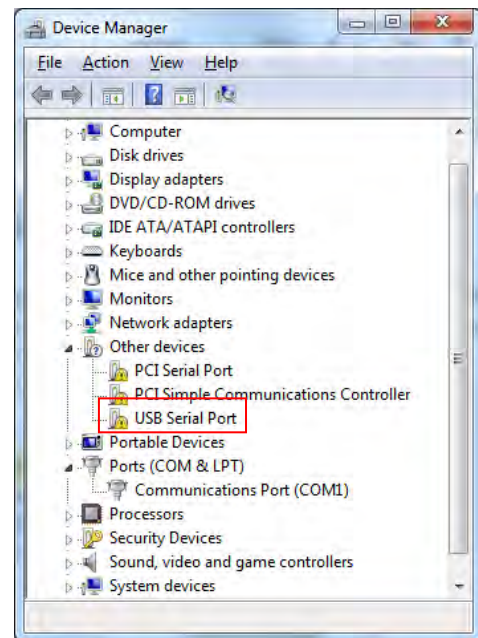 Device Manager
File Action View Help
Computer
Disk drives
Display adapters
DVD/CD-ROM drives
IDE ATA/ATAPI controllers
Keyboards
Mice and other pointing devices
Monitors
Network adapters
Other devices
PCI Serial Port
PCI Simple Communications Controller
USB Serial Port
Portable Devices
Ports (COM & LPT)
Communications Port (COM1)
Processors
Security Devices
Sound, video and game controllers
System devices